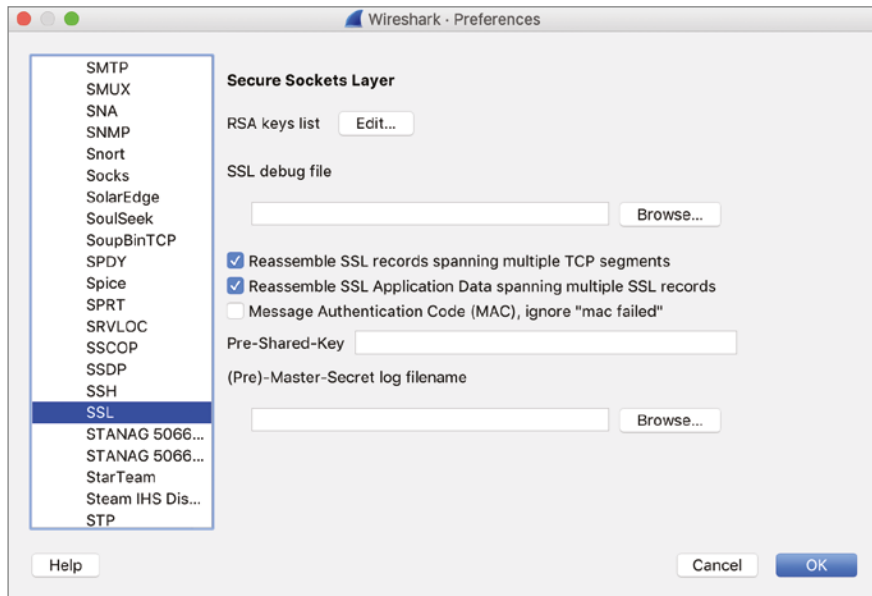 Wireshark · Preferences
SMTP
SMUX
SNA
SNMP
Snort
Socks
SolarEdge
SoulSeek
SoupBinTCP
SPDY
Spice
SPRT
SRVLOC
SSCOP
SSDP
SSH
SSL
STANAG 5066...
STANAG 5066...
StarTeam
Steam IHS Dis...
STP
Secure Sockets Layer
RSA keys list Edit...
SSL debug file
Browse...
Reassemble SSL records spanning multiple TCP segments
Reassemble SSL Application Data spanning multiple SSL records
Message Authentication Code (MAC), ignore "mac failed"
Pre-Shared-Key
(Pre)-Master-Secret log filename
Browse...
Help Cancel OK